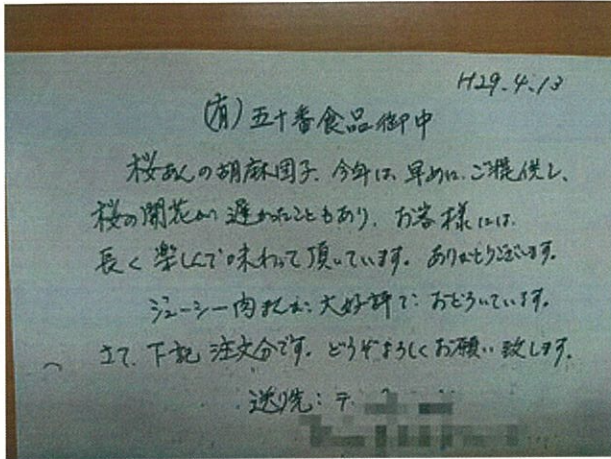 H29.4.13
(有)五十番食品御中
桜あんの胡麻団子、今年は、早めに、ご提供し、
桜の開花が遅かったこともあり、お客様には、
長く楽しんで味わって頂いています。ありがとうございます。
ジューシー肉まんが、大好評で、おどろいています。
さて、下記注文分です。どうぞよろしくお願い致します。
送り先:〒